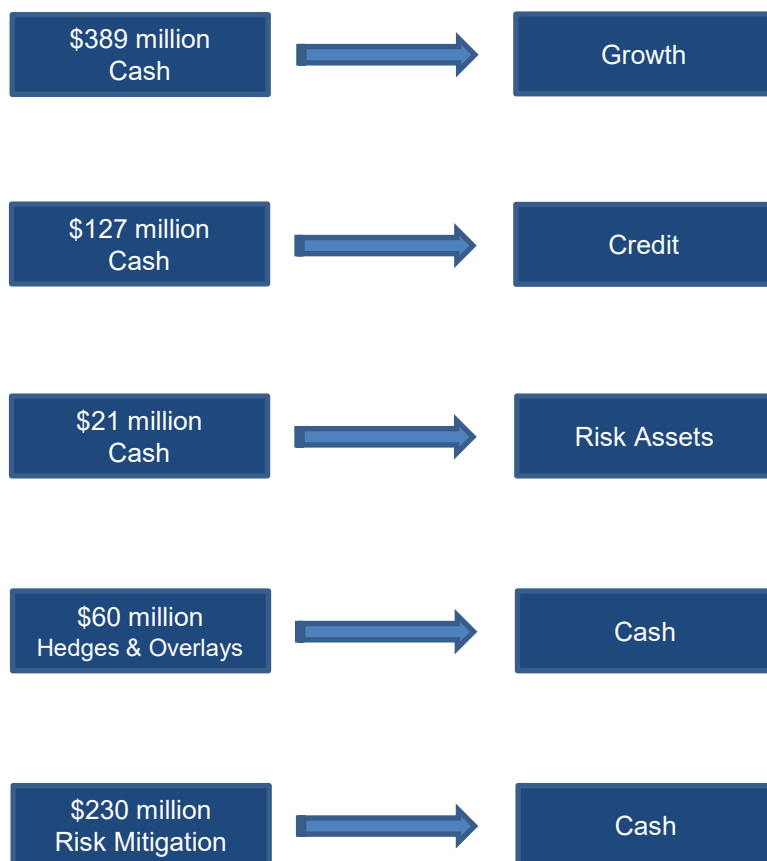 $389 million
Cash
Growth
$127 million
Cash
Credit
$21 million
Cash
Risk Assets
$60 million
Hedges & Overlays
Cash
$230 million
Risk Mitigation
Cash